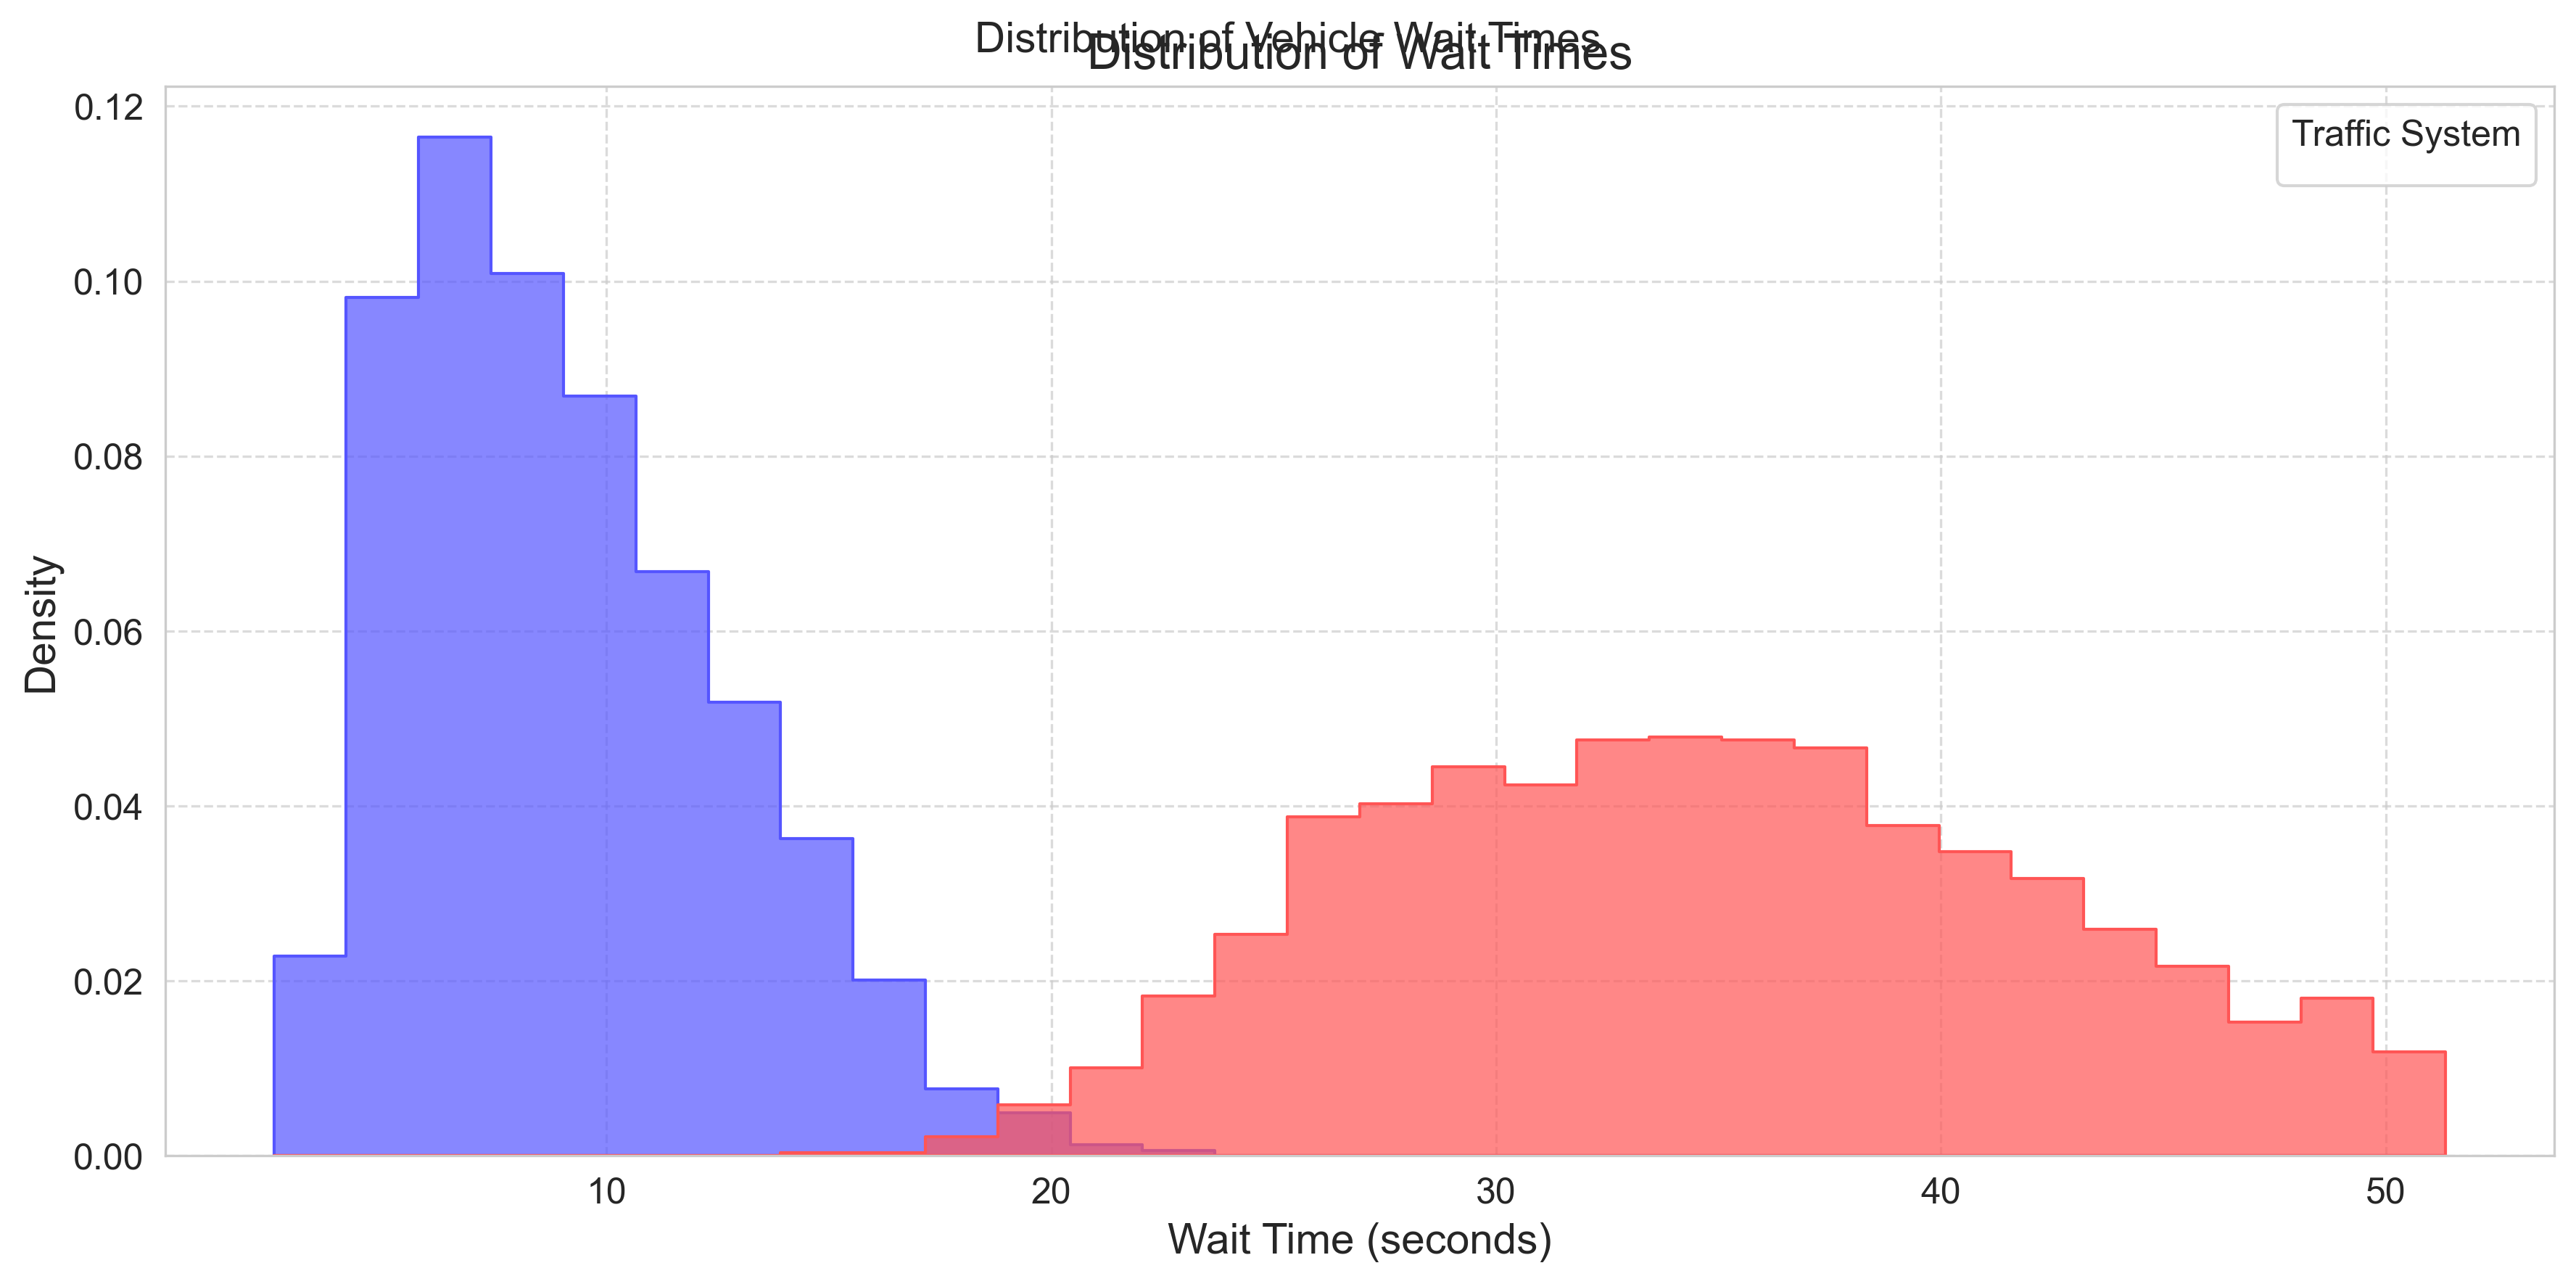 Distribution of Vehicle Wait Times
Distribution of Wait Times
Traffic System
Density
0.12
0.10
0.08
0.06
0.04
0.02
0.00
10
20
30
40
50
Wait Time (seconds)